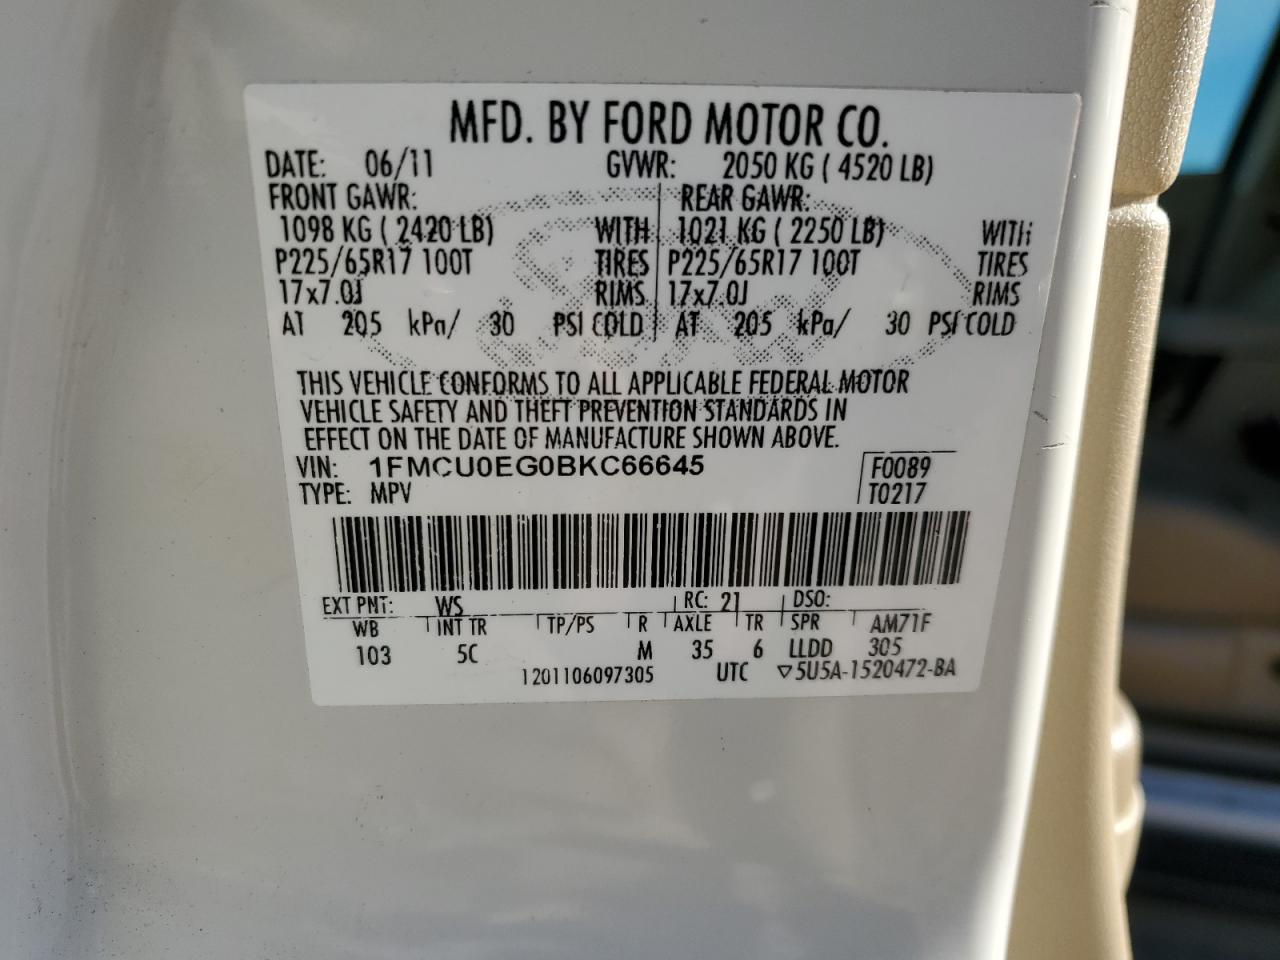 MFD. BY FORD MOTOR CO.
DATE: 06/11 GVWR: 2050 KG ( 4520 LB)
FRONT GAWR: REAR GAWR:
1098 KG ( 2420 LB) WITH 1021 KG ( 2250 LB) WITH
P225/65R17 100T TIRES P225/65R17 100T TIRES
17x7.0J RIMS 17x7.0J RIMS
AT 205 kPa/ 30 PSI COLD AT 205 kPa/ 30 PSI COLD
THIS VEHICLE CONFORMS TO ALL APPLICABLE FEDERAL MOTOR
VEHICLE SAFETY AND THEFT PREVENTION STANDARDS IN
EFFECT ON THE DATE OF MANUFACTURE SHOWN ABOVE.
VIN: 1FMCU0EG0BKC66645 F0089
TYPE: MPV T0217
EXT PNT: WS RC: 21 DSO:
WB INT TR TP/PS R AXLE TR SPR AM71F
103 5C M 35 6 LLDD 305
1201106097305 UTC ▽5U5A-1520472-BA